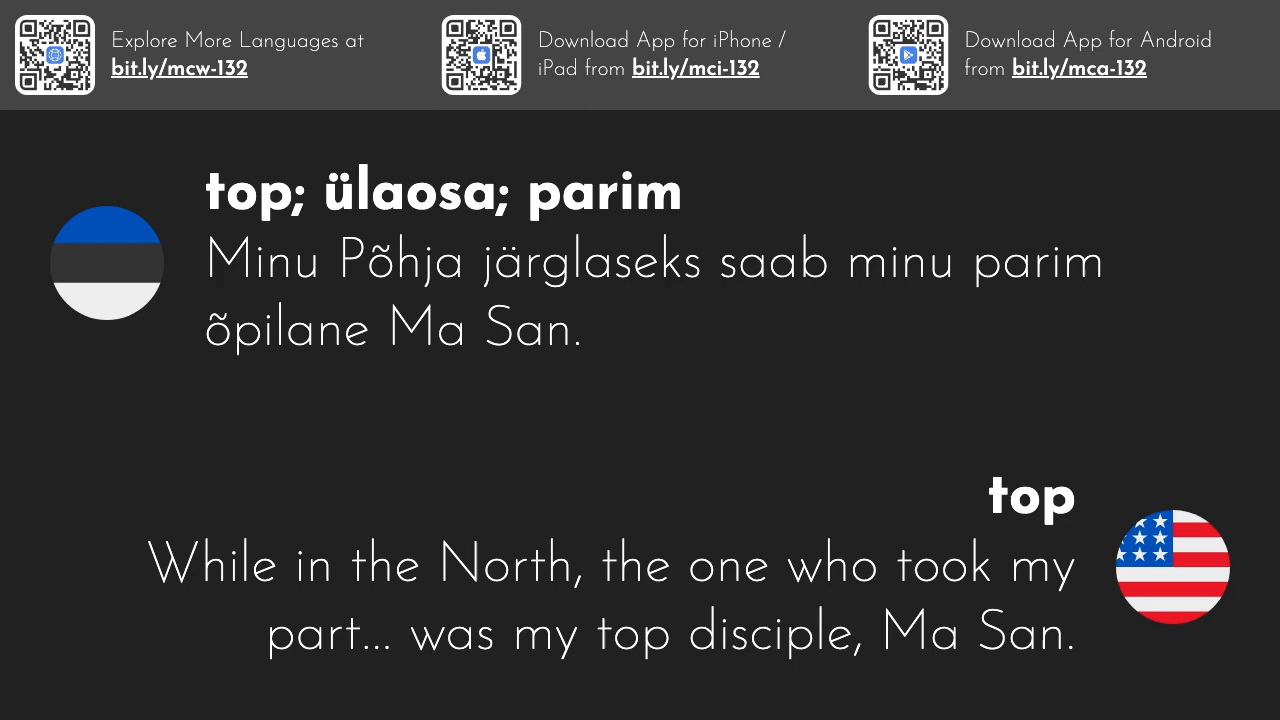 Explore More Languages at
bit.ly/mcw-132
Download App for iPhone /
iPad from bit.ly/mci-132
Download App for Android
from bit.ly/mca-132
top; ülaosa; parim
Minu Põhja järglaseks saab minu parim
õpilane Ma San.
top
While in the North, the one who took my
part... was my top disciple, Ma San.